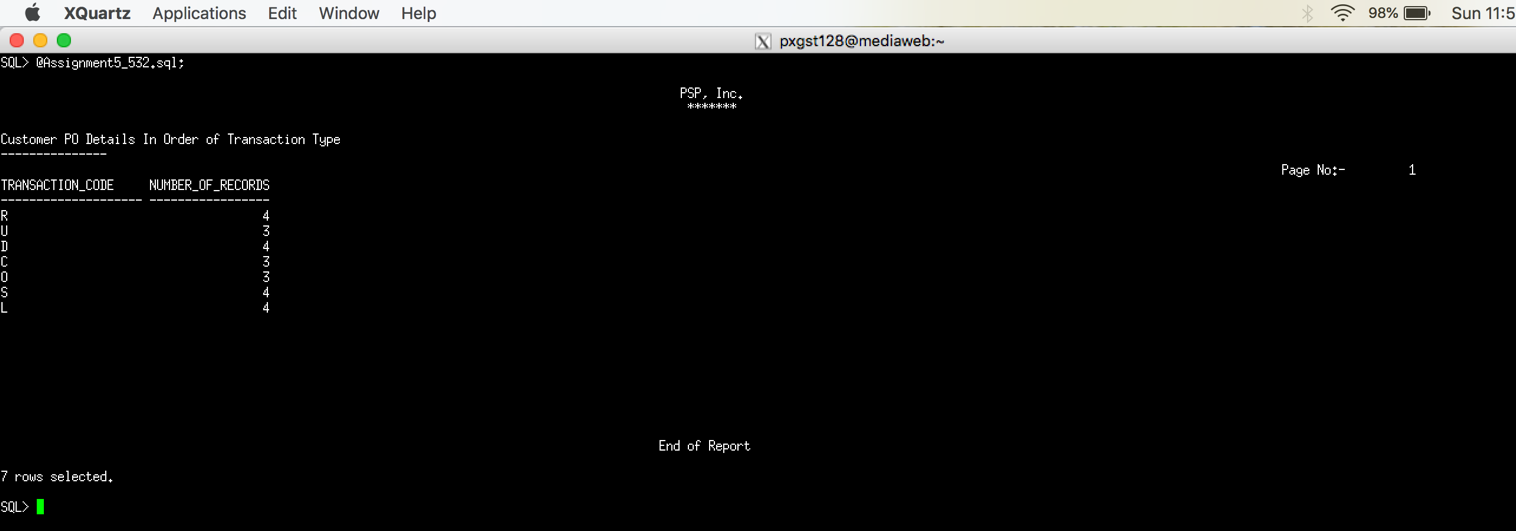 XQuartz Applications Edit Window Help 98% Sun 11:5
pxgst128@mediaweb:~
SQL> @Assignment5_532.sql;
PSP, Inc.
*******
Customer PO Details In Order of Transaction Type
---------------
Page No:- 1
TRANSACTION_CODE NUMBER_OF_RECORDS
-------------------- -----------------
R 4
U 3
D 4
C 3
O 3
S 4
L 4
End of Report
7 rows selected.
SQL>